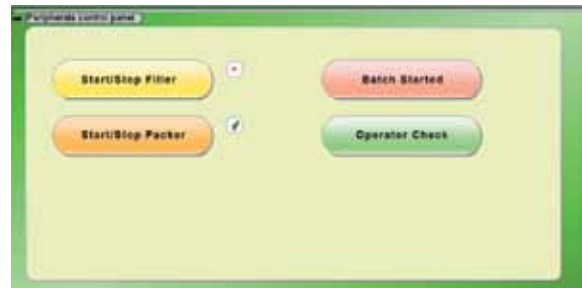 Peripherals control panel
Start/Stop Filler
Batch Started
Start/Stop Packer
Operator Check